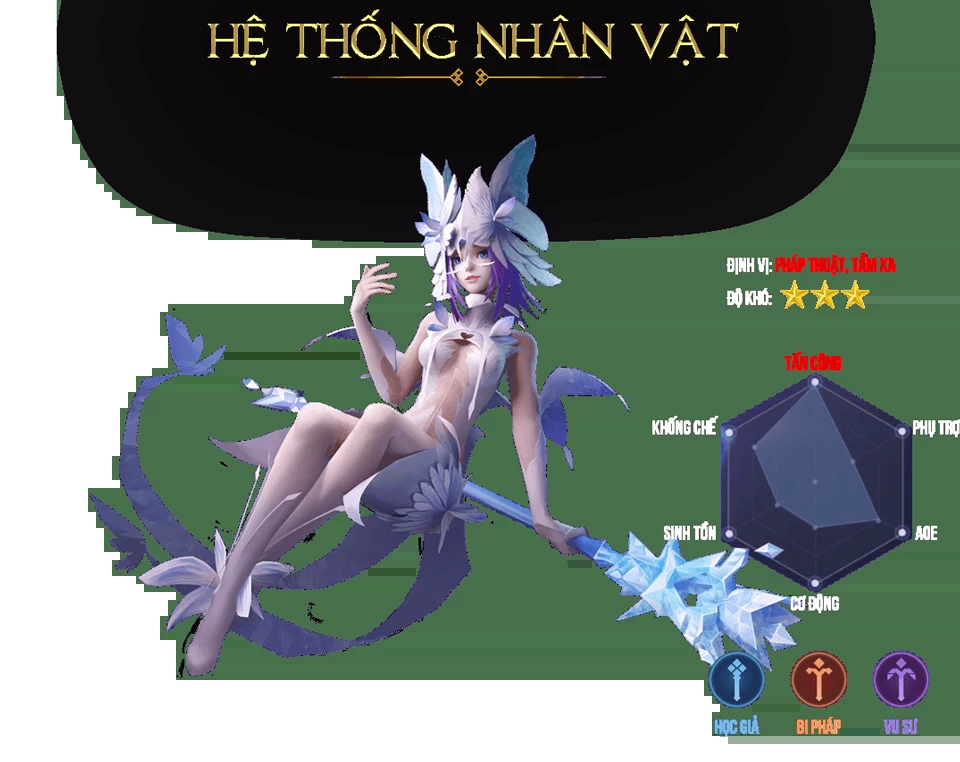 HỆ THỐNG NHÂN VẬT
ĐỊNH VỊ: PHÁP THUẬT, TẦM XA
ĐỘ KHÓ:
TẤN CÔNG
KHỐNG CHẾ
PHỤ TRỢ
SINH TỒN
AOE
CƠ ĐỘNG
HỌC GIẢ
BI PHÁP
VU SƯ